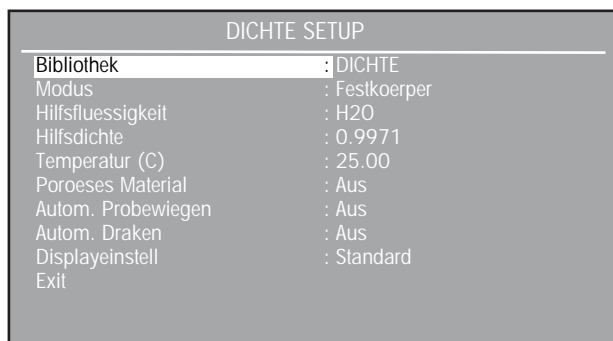 DICHTE SETUP
Bibliothek : DICHTE
Modus : Festkoerper
Hilfsfluessigkeit : H2O
Hilfsdichte : 0.9971
Temperatur (C) : 25.00
Poroeses Material : Aus
Autom. Probewiegen : Aus
Autom. Draken : Aus
Displayeinstell : Standard
Exit